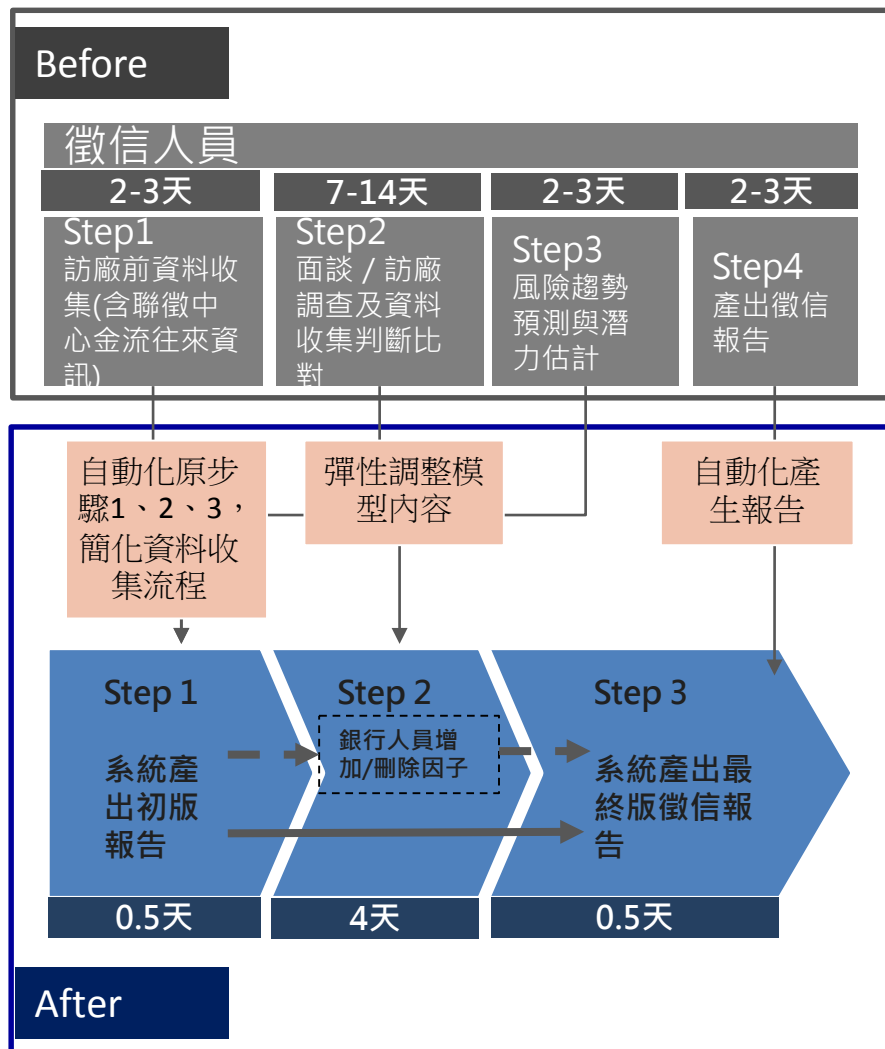 Before
徵信人員
2-3天
7-14天
2-3天
2-3天
Step1
訪廠前資料收
集(含聯徵中
心金流往來資
訊)
Step2
面談 / 訪廠
調查及資料
收集判斷比
對
Step3
風險趨勢
預測與潛
力估計
Step4
產出徵信
報告
自動化原步
驟1、2、3，
簡化資料收
集流程
彈性調整模
型內容
自動化產
生報告
Step 1
系統產
出初版
報告
Step 2
銀行人員增
加/刪除因子
Step 3
系統產出最
終版徵信報
告
0.5天
4天
0.5天
After